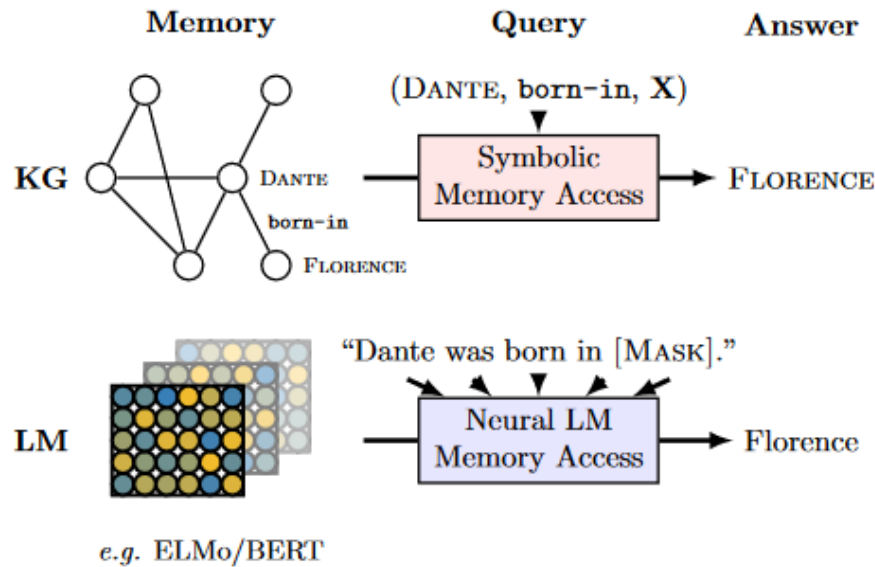 Memory Query Answer
(DANTE, born-in, X)
KG
DANTE
Symbolic
Memory Access
FLORENCE
born-in
FLORENCE
“Dante was born in [MASK].”
LM
Neural LM
Memory Access
Florence
e.g. ELMo/BERT